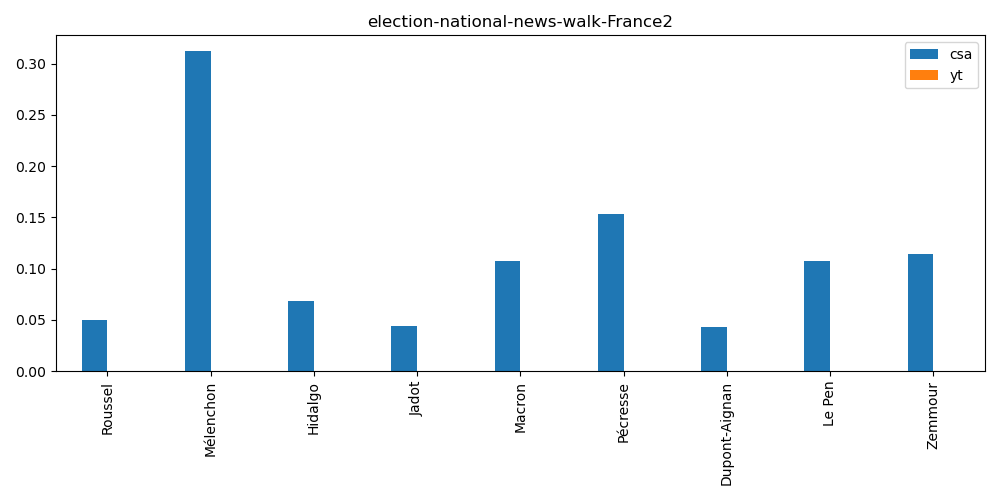 election-national-news-walk-France2
csa
yt
0.30
0.25
0.20
0.15
0.10
0.05
0.00
Roussel
Mélenchon
Hidalgo
Jadot
Macron
Pécresse
Dupont-Aignan
Le Pen
Zemmour